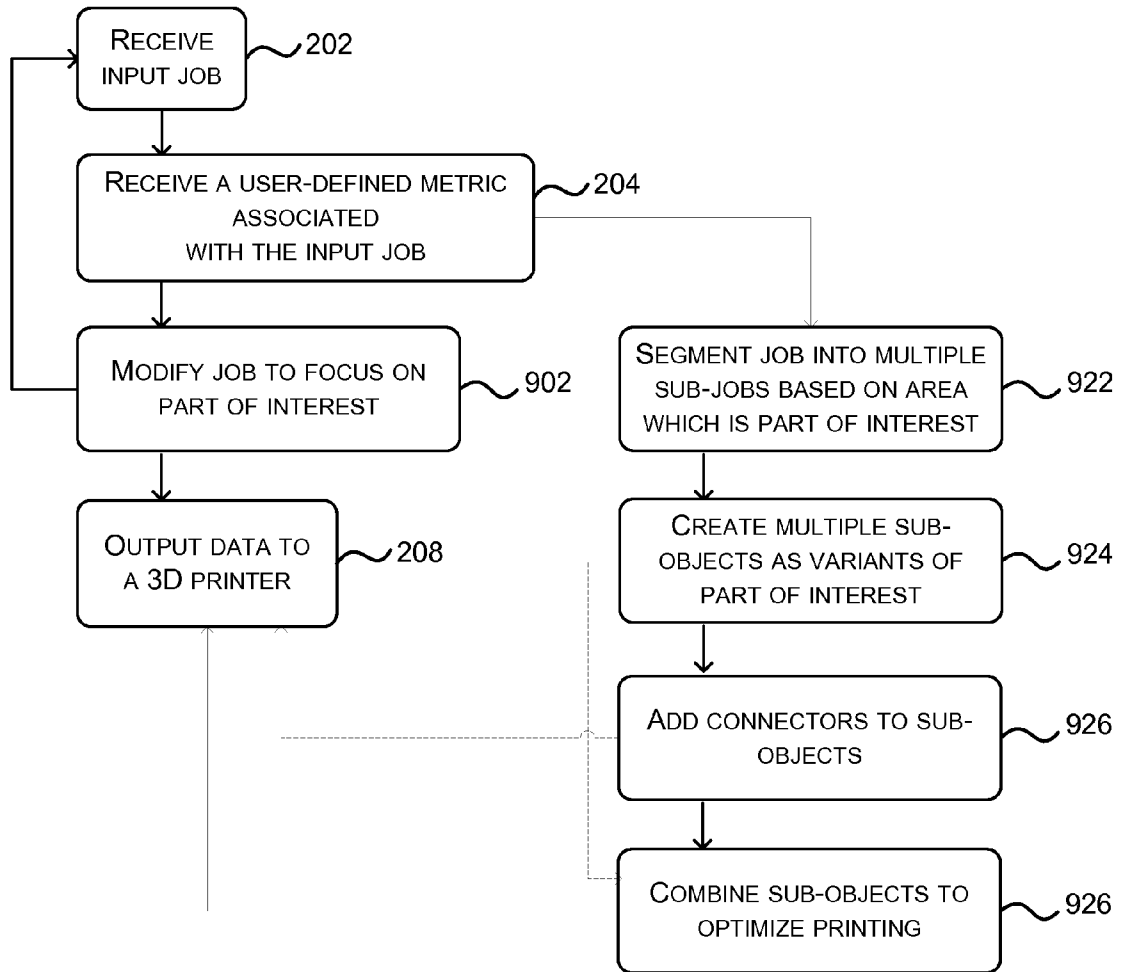 RECEIVE
INPUT JOB
202
RECEIVE A USER-DEFINED METRIC
ASSOCIATED
WITH THE INPUT JOB
204
MODIFY JOB TO FOCUS ON
PART OF INTEREST
902
OUTPUT DATA TO
A 3D PRINTER
208
SEGMENT JOB INTO MULTIPLE
SUB-JOBS BASED ON AREA
WHICH IS PART OF INTEREST
922
CREATE MULTIPLE SUB-
OBJECTS AS VARIANTS OF
PART OF INTEREST
924
ADD CONNECTORS TO SUB-
OBJECTS
926
COMBINE SUB-OBJECTS TO
OPTIMIZE PRINTING
926